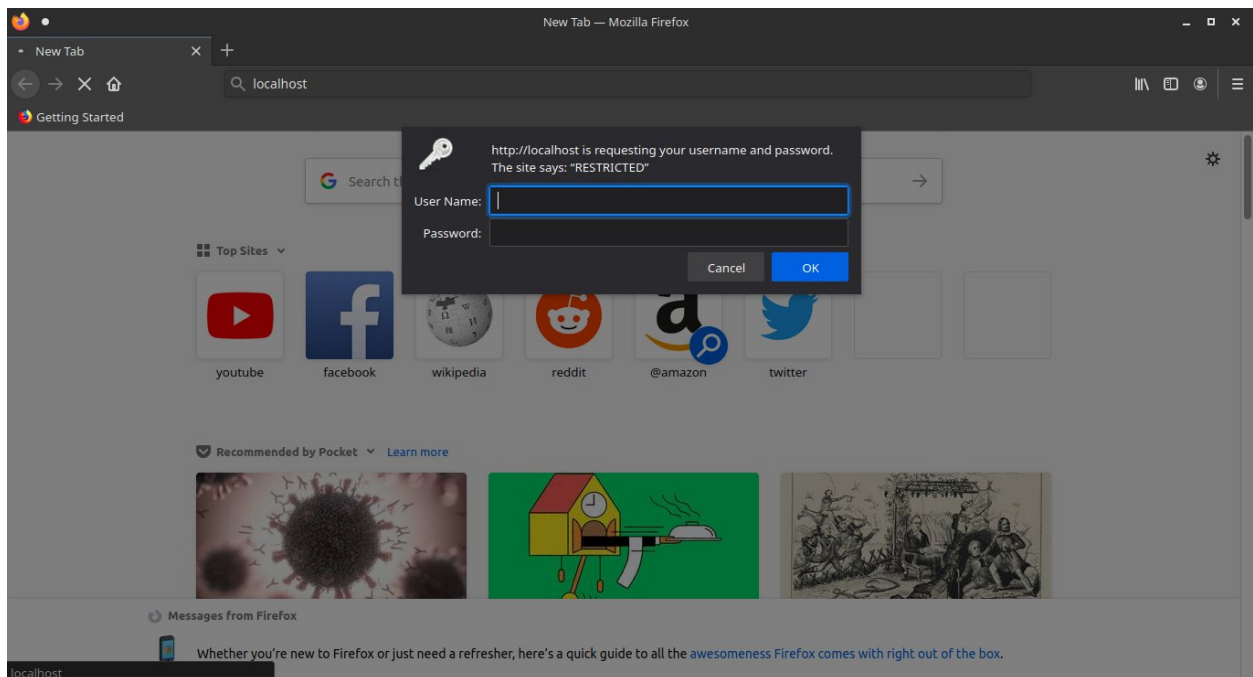 New Tab — Mozilla Firefox
New Tab
localhost
Getting Started
http://localhost is requesting your username and password.
The site says: “RESTRICTED”
Search t
User Name:
Password:
Cancel
OK
Top Sites
youtube
facebook
wikipedia
reddit
@amazon
twitter
Recommended by Pocket
Learn more
Messages from Firefox
Whether you're new to Firefox or just need a refresher, here's a quick guide to all the awesomeness Firefox comes with right out of the box.
localhost